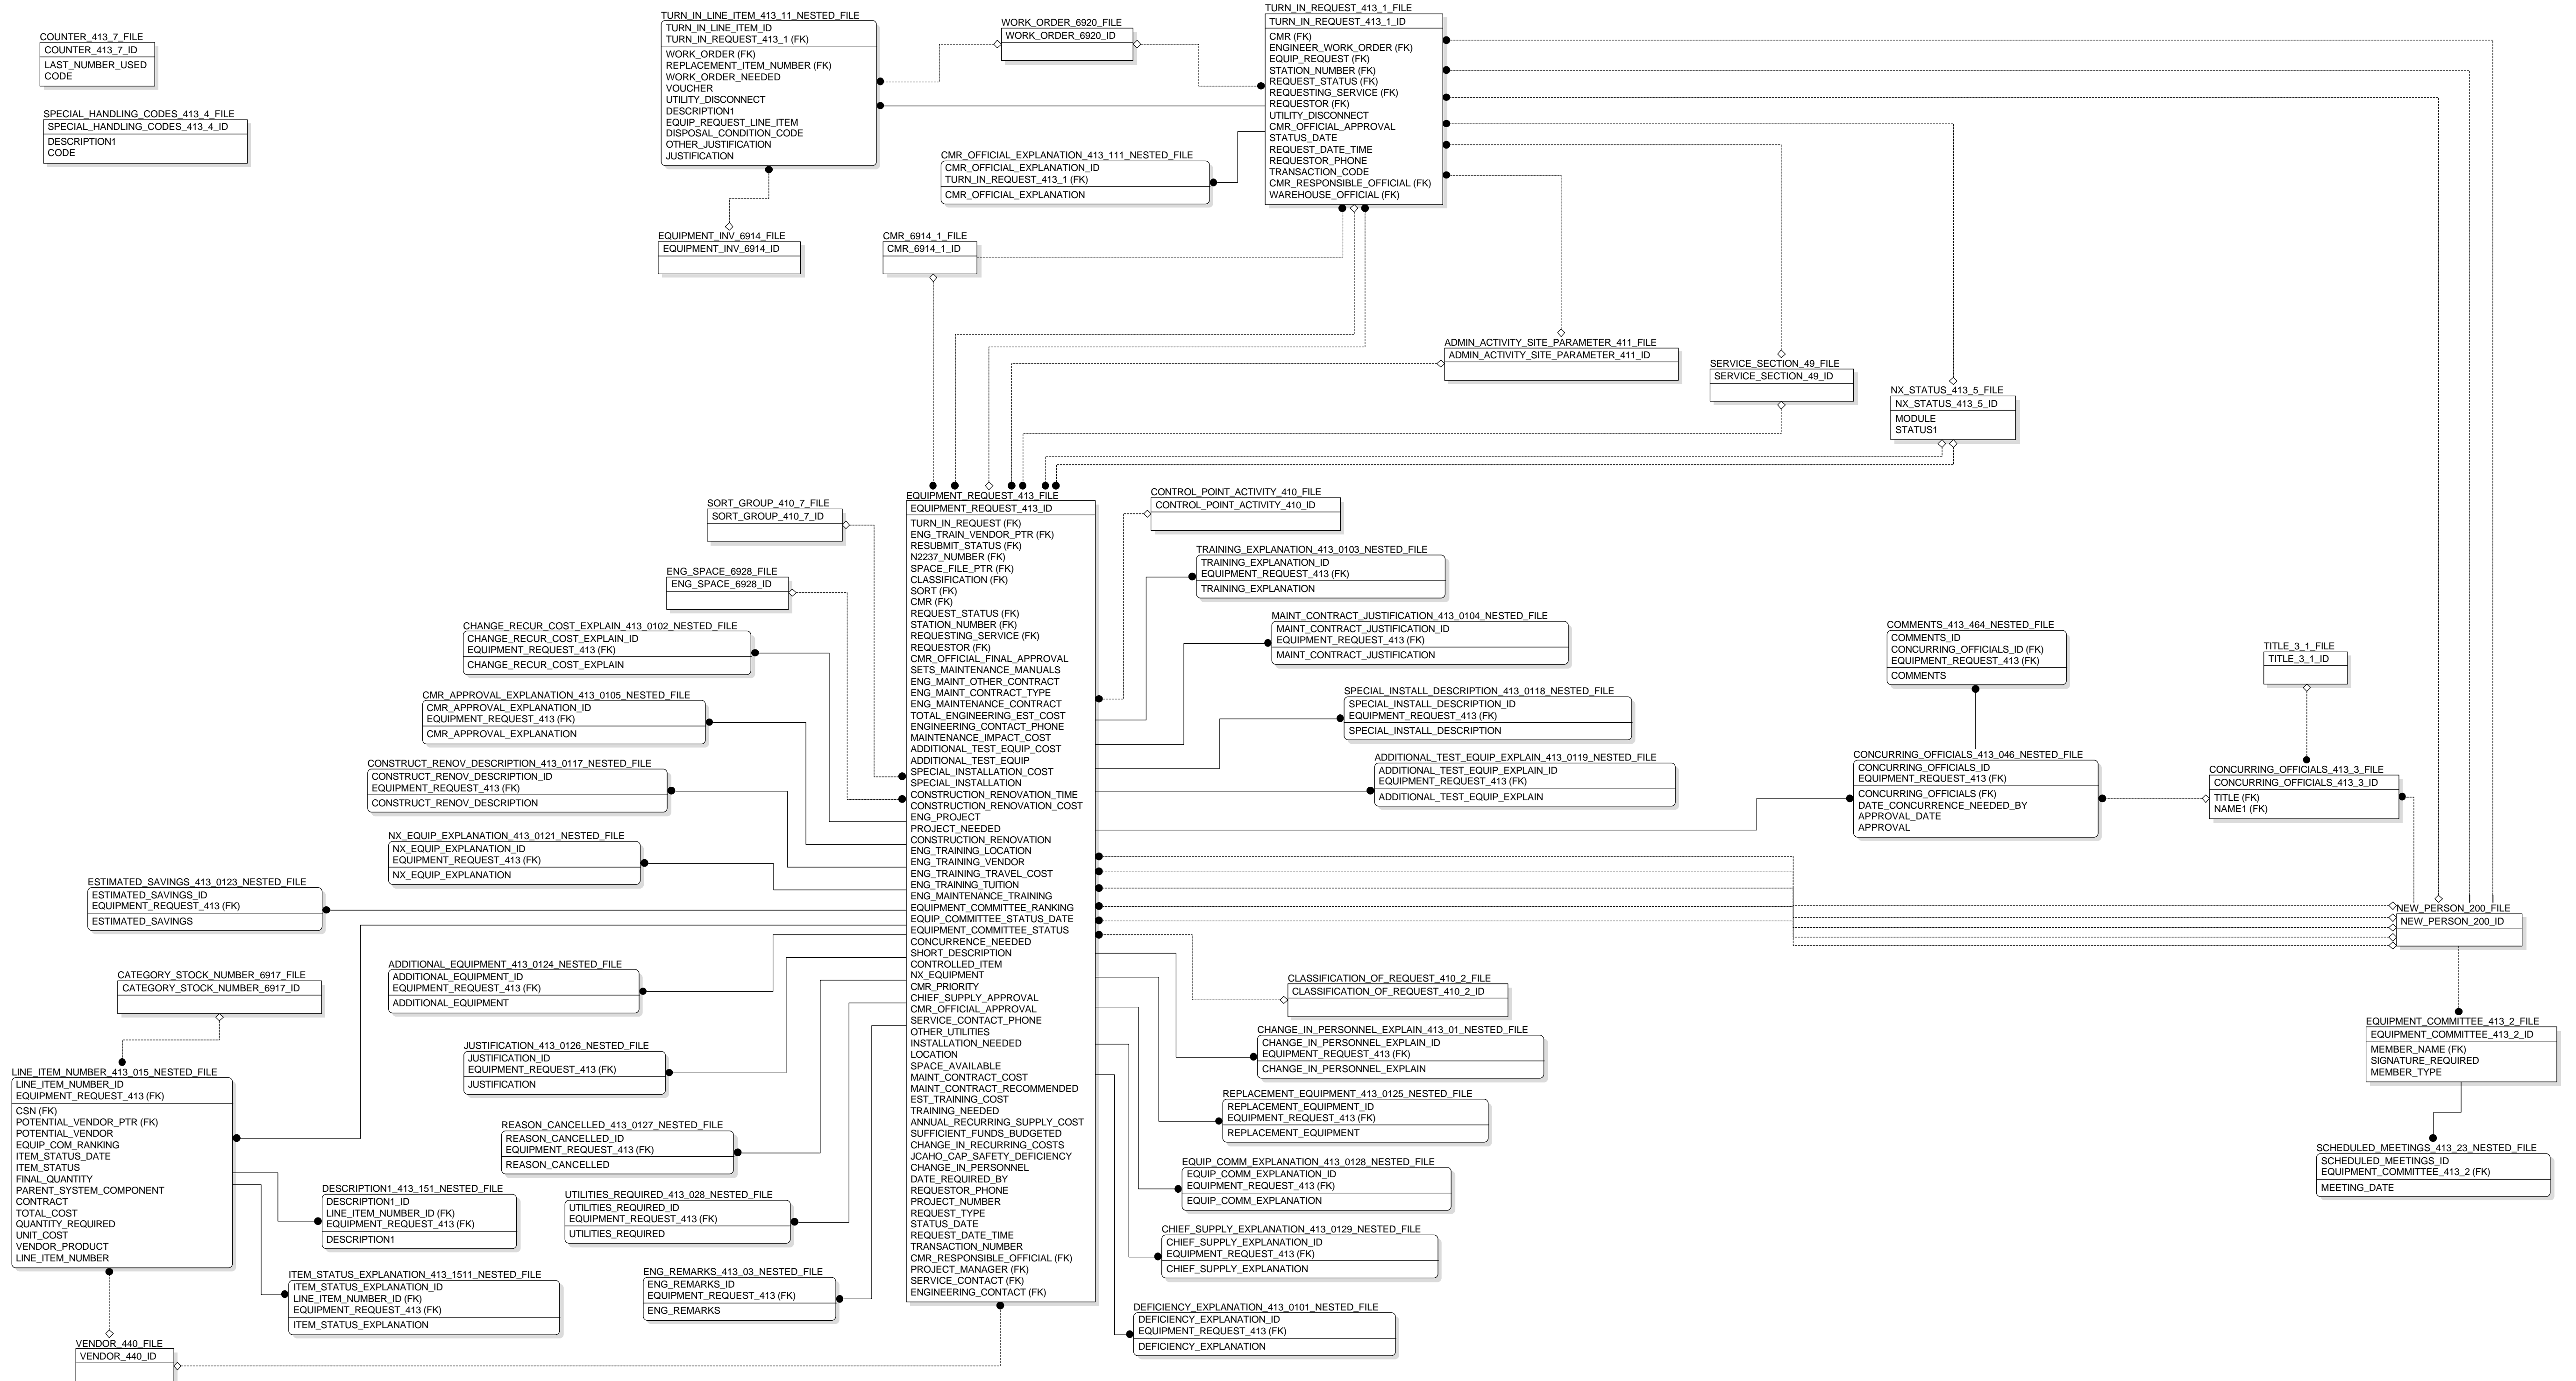 COUNTER_413_7_FILE
COUNTER_413_7_ID
LAST_NUMBER_USED
CODE
SPECIAL_HANDLING_CODES_413_4_FILE
SPECIAL_HANDLING_CODES_413_4_ID
DESCRIPTION1
CODE
TURN_IN_LINE_ITEM_413_11_NESTED_FILE
TURN_IN_LINE_ITEM_ID
TURN_IN_REQUEST_413_1 (FK)
WORK_ORDER (FK)
REPLACEMENT_ITEM_NUMBER (FK)
WORK_ORDER_NEEDED
VOUCHER
UTILITY_DISCONNECT
DESCRIPTION1
EQUIP_REQUEST_LINE_ITEM
DISPOSAL_CONDITION_CODE
OTHER_JUSTIFICATION
JUSTIFICATION
WORK_ORDER_6920_FILE
WORK_ORDER_6920_ID
TURN_IN_REQUEST_413_1_FILE
TURN_IN_REQUEST_413_1_ID
CMR (FK)
ENGINEER_WORK_ORDER (FK)
EQUIP_REQUEST (FK)
STATION_NUMBER (FK)
REQUEST_STATUS (FK)
REQUESTING_SERVICE (FK)
REQUESTOR (FK)
UTILITY_DISCONNECT
CMR_OFFICIAL_APPROVAL
STATUS_DATE
REQUEST_DATE_TIME
REQUESTOR_PHONE
TRANSACTION_CODE
CMR_RESPONSIBLE_OFFICIAL (FK)
WAREHOUSE_OFFICIAL (FK)
CMR_OFFICIAL_EXPLANATION_413_111_NESTED_FILE
CMR_OFFICIAL_EXPLANATION_ID
TURN_IN_REQUEST_413_1 (FK)
CMR_OFFICIAL_EXPLANATION
EQUIPMENT_INV_6914_FILE
EQUIPMENT_INV_6914_ID
CMR_6914_1_FILE
CMR_6914_1_ID
ADMIN_ACTIVITY_SITE_PARAMETER_411_FILE
ADMIN_ACTIVITY_SITE_PARAMETER_411_ID
SERVICE_SECTION_49_FILE
SERVICE_SECTION_49_ID
NX_STATUS_413_5_FILE
NX_STATUS_413_5_ID
MODULE
STATUS1
EQUIPMENT_REQUEST_413_FILE
EQUIPMENT_REQUEST_413_ID
TURN_IN_REQUEST (FK)
ENG_TRAIN_VENDOR_PTR (FK)
RESUBMIT_STATUS (FK)
N2237_NUMBER (FK)
SPACE_FILE_PTR (FK)
CLASSIFICATION (FK)
SORT (FK)
CMR (FK)
REQUEST_STATUS (FK)
STATION_NUMBER (FK)
REQUESTING_SERVICE (FK)
REQUESTOR (FK)
CMR_OFFICIAL_FINAL_APPROVAL
SETS_MAINTENANCE_MANUALS
ENG_MAINT_OTHER_CONTRACT
ENG_MAINT_CONTRACT_TYPE
ENG_MAINTENANCE_CONTRACT
TOTAL_ENGINEERING_EST_COST
ENGINEERING_CONTACT_PHONE
MAINTENANCE_IMPACT_COST
ADDITIONAL_TEST_EQUIP_COST
ADDITIONAL_TEST_EQUIP
SPECIAL_INSTALLATION_COST
SPECIAL_INSTALLATION
CONSTRUCTION_RENOVATION_TIME
CONSTRUCTION_RENOVATION_COST
ENG_PROJECT
PROJECT_NEEDED
CONSTRUCTION_RENOVATION
ENG_TRAINING_LOCATION
ENG_TRAINING_VENDOR
ENG_TRAINING_TRAVEL_COST
ENG_TRAINING_TUITION
ENG_MAINTENANCE_TRAINING
EQUIPMENT_COMMITTEE_RANKING
EQUIP_COMMITTEE_STATUS_DATE
EQUIPMENT_COMMITTEE_STATUS
CONCURRENCE_NEEDED
SHORT_DESCRIPTION
CONTROLLED_ITEM
NX_EQUIPMENT
CMR_PRIORITY
CHIEF_SUPPLY_APPROVAL
CMR_OFFICIAL_APPROVAL
SERVICE_CONTACT_PHONE
OTHER_UTILITIES
INSTALLATION_NEEDED
LOCATION
SPACE_AVAILABLE
MAINT_CONTRACT_COST
MAINT_CONTRACT_RECOMMENDED
EST_TRAINING_COST
TRAINING_NEEDED
ANNUAL_RECURRING_SUPPLY_COST
SUFFICIENT_FUNDS_BUDGETED
CHANGE_IN_RECURRING_COSTS
JCAHO_CAP_SAFETY_DEFICIENCY
CHANGE_IN_PERSONNEL
DATE_REQUIRED_BY
REQUESTOR_PHONE
PROJECT_NUMBER
REQUEST_TYPE
STATUS_DATE
REQUEST_DATE_TIME
TRANSACTION_NUMBER
CMR_RESPONSIBLE_OFFICIAL (FK)
PROJECT_MANAGER (FK)
SERVICE_CONTACT (FK)
ENGINEERING_CONTACT (FK)
SORT_GROUP_410_7_FILE
SORT_GROUP_410_7_ID
ENG_SPACE_6928_FILE
ENG_SPACE_6928_ID
CHANGE_RECUR_COST_EXPLAIN_413_0102_NESTED_FILE
CHANGE_RECUR_COST_EXPLAIN_ID
EQUIPMENT_REQUEST_413 (FK)
CHANGE_RECUR_COST_EXPLAIN
CMR_APPROVAL_EXPLANATION_413_0105_NESTED_FILE
CMR_APPROVAL_EXPLANATION_ID
EQUIPMENT_REQUEST_413 (FK)
CMR_APPROVAL_EXPLANATION
CONSTRUCT_RENOV_DESCRIPTION_413_0117_NESTED_FILE
CONSTRUCT_RENOV_DESCRIPTION_ID
EQUIPMENT_REQUEST_413 (FK)
CONSTRUCT_RENOV_DESCRIPTION
NX_EQUIP_EXPLANATION_413_0121_NESTED_FILE
NX_EQUIP_EXPLANATION_ID
EQUIPMENT_REQUEST_413 (FK)
NX_EQUIP_EXPLANATION
ESTIMATED_SAVINGS_413_0123_NESTED_FILE
ESTIMATED_SAVINGS_ID
EQUIPMENT_REQUEST_413 (FK)
ESTIMATED_SAVINGS
ADDITIONAL_EQUIPMENT_413_0124_NESTED_FILE
ADDITIONAL_EQUIPMENT_ID
EQUIPMENT_REQUEST_413 (FK)
ADDITIONAL_EQUIPMENT
CATEGORY_STOCK_NUMBER_6917_FILE
CATEGORY_STOCK_NUMBER_6917_ID
JUSTIFICATION_413_0126_NESTED_FILE
JUSTIFICATION_ID
EQUIPMENT_REQUEST_413 (FK)
JUSTIFICATION
LINE_ITEM_NUMBER_413_015_NESTED_FILE
LINE_ITEM_NUMBER_ID
EQUIPMENT_REQUEST_413 (FK)
CSN (FK)
POTENTIAL_VENDOR_PTR (FK)
POTENTIAL_VENDOR
EQUIP_COM_RANKING
ITEM_STATUS_DATE
ITEM_STATUS
FINAL_QUANTITY
PARENT_SYSTEM_COMPONENT
CONTRACT
TOTAL_COST
QUANTITY_REQUIRED
UNIT_COST
VENDOR_PRODUCT
LINE_ITEM_NUMBER
REASON_CANCELLED_413_0127_NESTED_FILE
REASON_CANCELLED_ID
EQUIPMENT_REQUEST_413 (FK)
REASON_CANCELLED
DESCRIPTION1_413_151_NESTED_FILE
DESCRIPTION1_ID
LINE_ITEM_NUMBER_ID (FK)
EQUIPMENT_REQUEST_413 (FK)
DESCRIPTION1
UTILITIES_REQUIRED_413_028_NESTED_FILE
UTILITIES_REQUIRED_ID
EQUIPMENT_REQUEST_413 (FK)
UTILITIES_REQUIRED
ITEM_STATUS_EXPLANATION_413_1511_NESTED_FILE
ITEM_STATUS_EXPLANATION_ID
LINE_ITEM_NUMBER_ID (FK)
EQUIPMENT_REQUEST_413 (FK)
ITEM_STATUS_EXPLANATION
ENG_REMARKS_413_03_NESTED_FILE
ENG_REMARKS_ID
EQUIPMENT_REQUEST_413 (FK)
ENG_REMARKS
VENDOR_440_FILE
VENDOR_440_ID
CONTROL_POINT_ACTIVITY_410_FILE
CONTROL_POINT_ACTIVITY_410_ID
TRAINING_EXPLANATION_413_0103_NESTED_FILE
TRAINING_EXPLANATION_ID
EQUIPMENT_REQUEST_413 (FK)
TRAINING_EXPLANATION
MAINT_CONTRACT_JUSTIFICATION_413_0104_NESTED_FILE
MAINT_CONTRACT_JUSTIFICATION_ID
EQUIPMENT_REQUEST_413 (FK)
MAINT_CONTRACT_JUSTIFICATION
SPECIAL_INSTALL_DESCRIPTION_413_0118_NESTED_FILE
SPECIAL_INSTALL_DESCRIPTION_ID
EQUIPMENT_REQUEST_413 (FK)
SPECIAL_INSTALL_DESCRIPTION
ADDITIONAL_TEST_EQUIP_EXPLAIN_413_0119_NESTED_FILE
ADDITIONAL_TEST_EQUIP_EXPLAIN_ID
EQUIPMENT_REQUEST_413 (FK)
ADDITIONAL_TEST_EQUIP_EXPLAIN
COMMENTS_413_464_NESTED_FILE
COMMENTS_ID
CONCURRING_OFFICIALS_ID (FK)
EQUIPMENT_REQUEST_413 (FK)
COMMENTS
TITLE_3_1_FILE
TITLE_3_1_ID
CONCURRING_OFFICIALS_413_046_NESTED_FILE
CONCURRING_OFFICIALS_ID
EQUIPMENT_REQUEST_413 (FK)
CONCURRING_OFFICIALS (FK)
DATE_CONCURRENCE_NEEDED_BY
APPROVAL_DATE
APPROVAL
CONCURRING_OFFICIALS_413_3_FILE
CONCURRING_OFFICIALS_413_3_ID
TITLE (FK)
NAME1 (FK)
NEW_PERSON_200_FILE
NEW_PERSON_200_ID
CLASSIFICATION_OF_REQUEST_410_2_FILE
CLASSIFICATION_OF_REQUEST_410_2_ID
CHANGE_IN_PERSONNEL_EXPLAIN_413_01_NESTED_FILE
CHANGE_IN_PERSONNEL_EXPLAIN_ID
EQUIPMENT_REQUEST_413 (FK)
CHANGE_IN_PERSONNEL_EXPLAIN
REPLACEMENT_EQUIPMENT_413_0125_NESTED_FILE
REPLACEMENT_EQUIPMENT_ID
EQUIPMENT_REQUEST_413 (FK)
REPLACEMENT_EQUIPMENT
EQUIP_COMM_EXPLANATION_413_0128_NESTED_FILE
EQUIP_COMM_EXPLANATION_ID
EQUIPMENT_REQUEST_413 (FK)
EQUIP_COMM_EXPLANATION
CHIEF_SUPPLY_EXPLANATION_413_0129_NESTED_FILE
CHIEF_SUPPLY_EXPLANATION_ID
EQUIPMENT_REQUEST_413 (FK)
CHIEF_SUPPLY_EXPLANATION
DEFICIENCY_EXPLANATION_413_0101_NESTED_FILE
DEFICIENCY_EXPLANATION_ID
EQUIPMENT_REQUEST_413 (FK)
DEFICIENCY_EXPLANATION
EQUIPMENT_COMMITTEE_413_2_FILE
EQUIPMENT_COMMITTEE_413_2_ID
MEMBER_NAME (FK)
SIGNATURE_REQUIRED
MEMBER_TYPE
SCHEDULED_MEETINGS_413_23_NESTED_FILE
SCHEDULED_MEETINGS_ID
EQUIPMENT_COMMITTEE_413_2 (FK)
MEETING_DATE